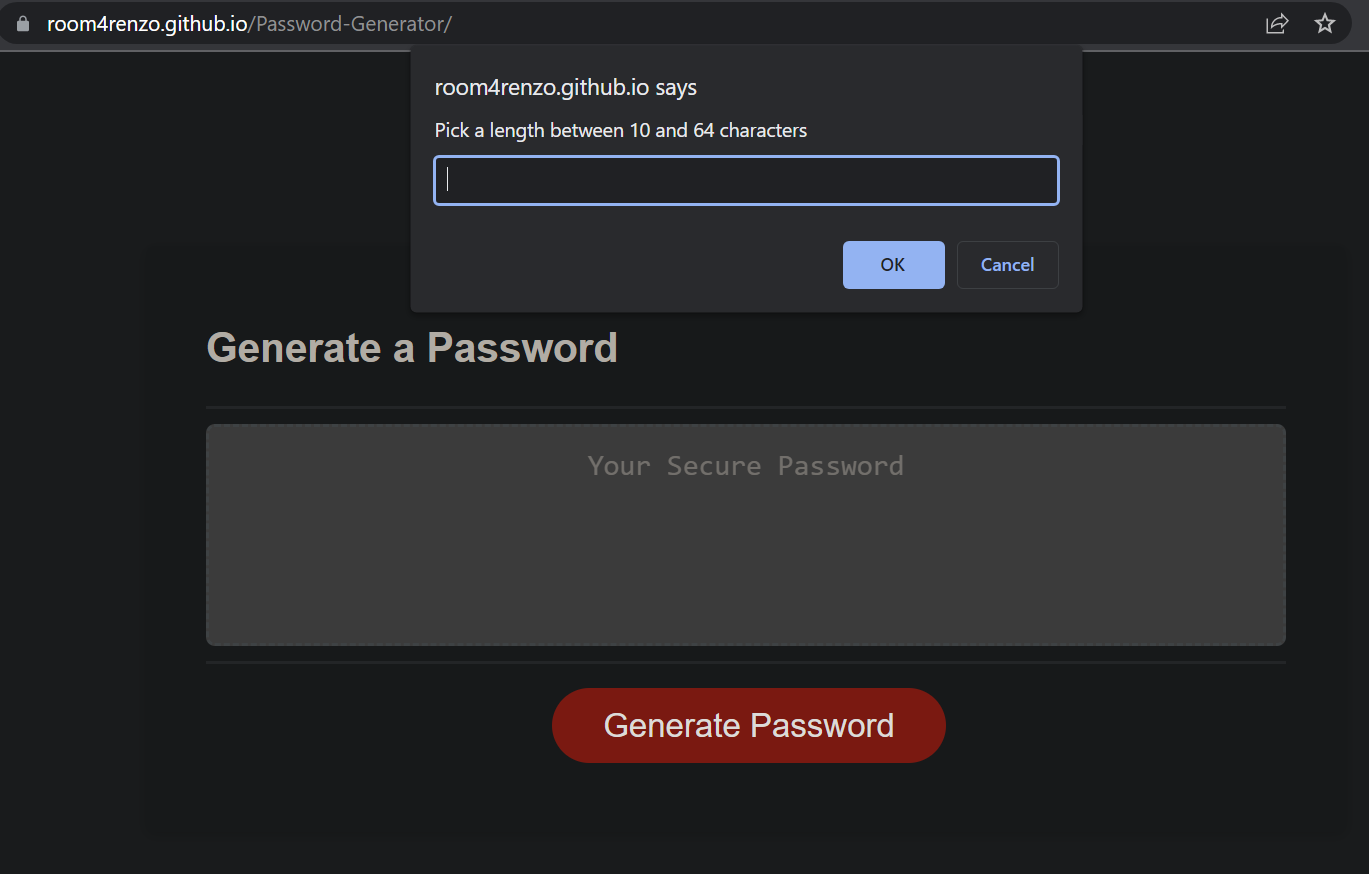 room4renzo.github.io/Password-Generator/
room4renzo.github.io says
Pick a length between 10 and 64 characters
OK
Cancel
Generate a Password
Your Secure Password
Generate Password